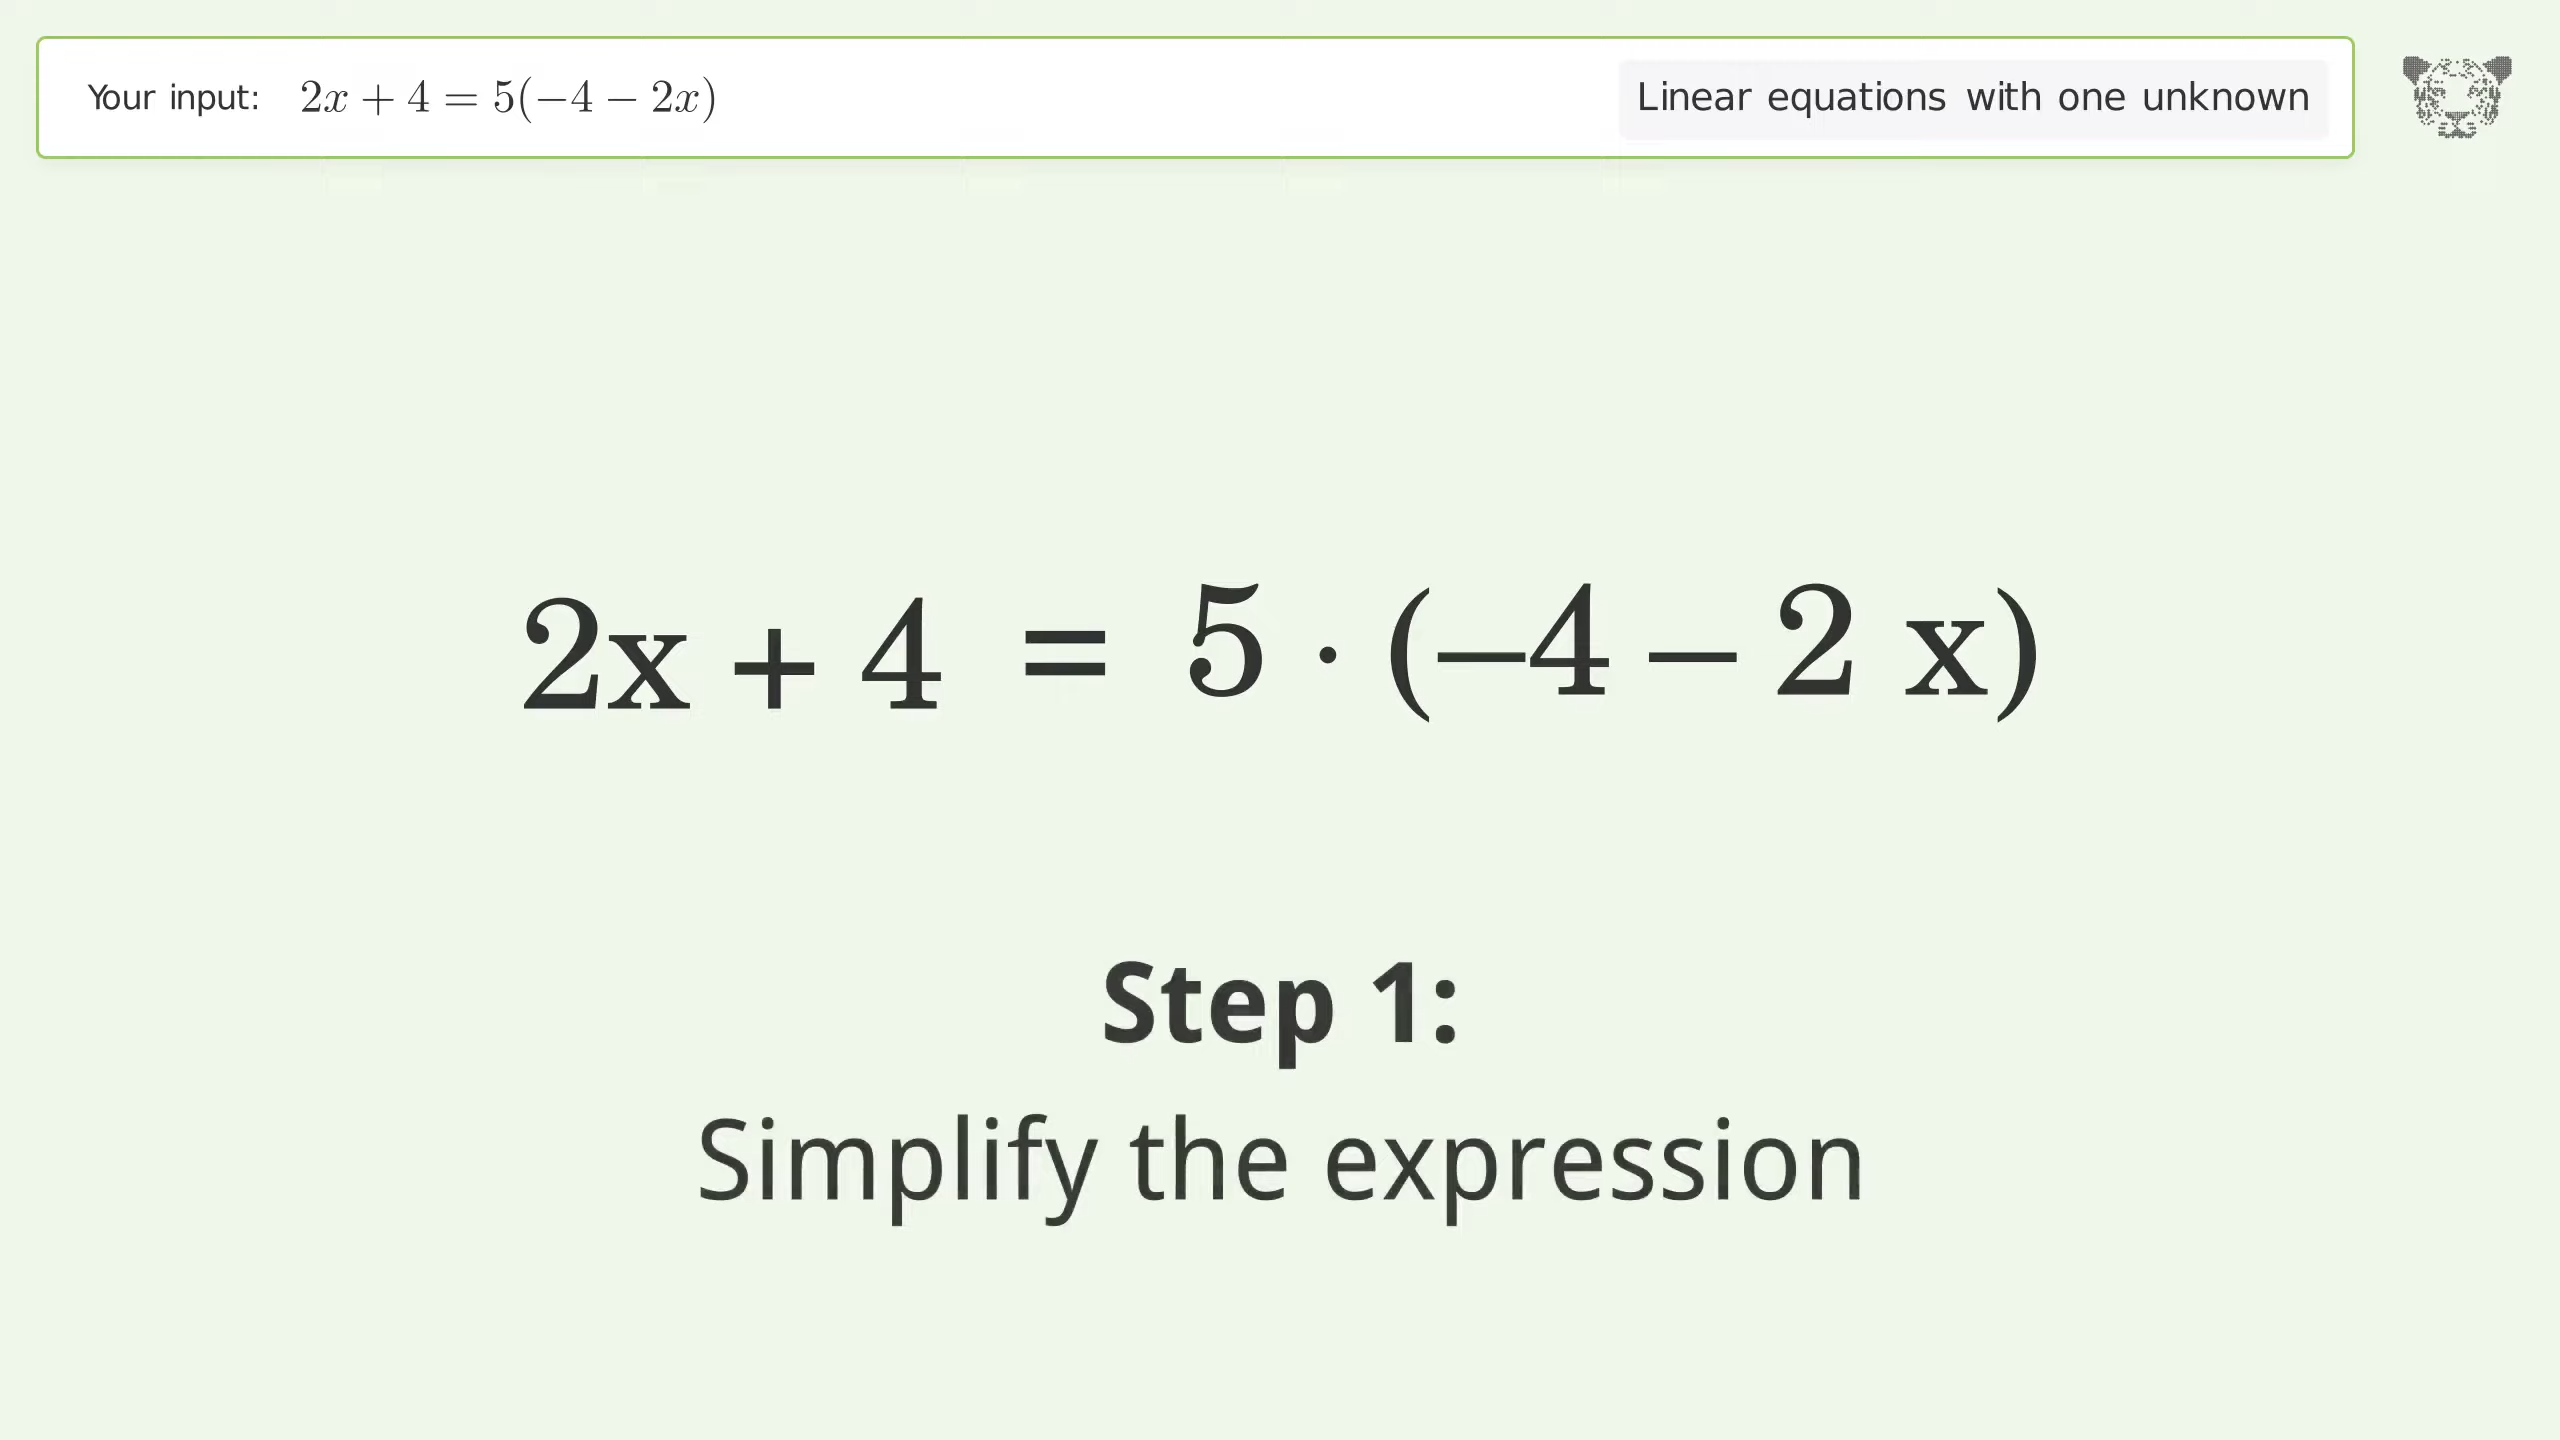 Your input: 2x + 4 = 5(−4 − 2x) Linear equations with one unknown
2x + 4 = 5 · (−4 − 2 x)
Step 1:
Simplify the expression